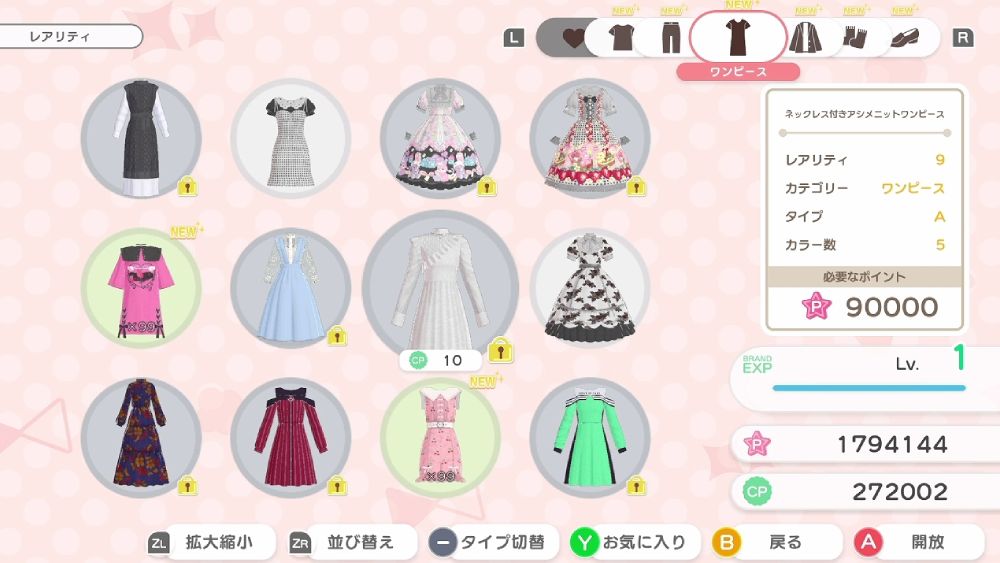 レアリティ
L
NEW
NEW
NEW
NEW
NEW
NEW
R
ワンピース
ネックレス付きアシメニットワンピース
レアリティ 9
カテゴリー ワンピース
タイプ A
カラー数 5
必要なポイント
P 90000
NEW
×99
CP 10
NEW
×99
BRAND EXP Lv. 1
P 1794144
CP 272002
ZL 拡大縮小 ZR 並び替え − タイプ切替 Y お気に入り B 戻る A 開放